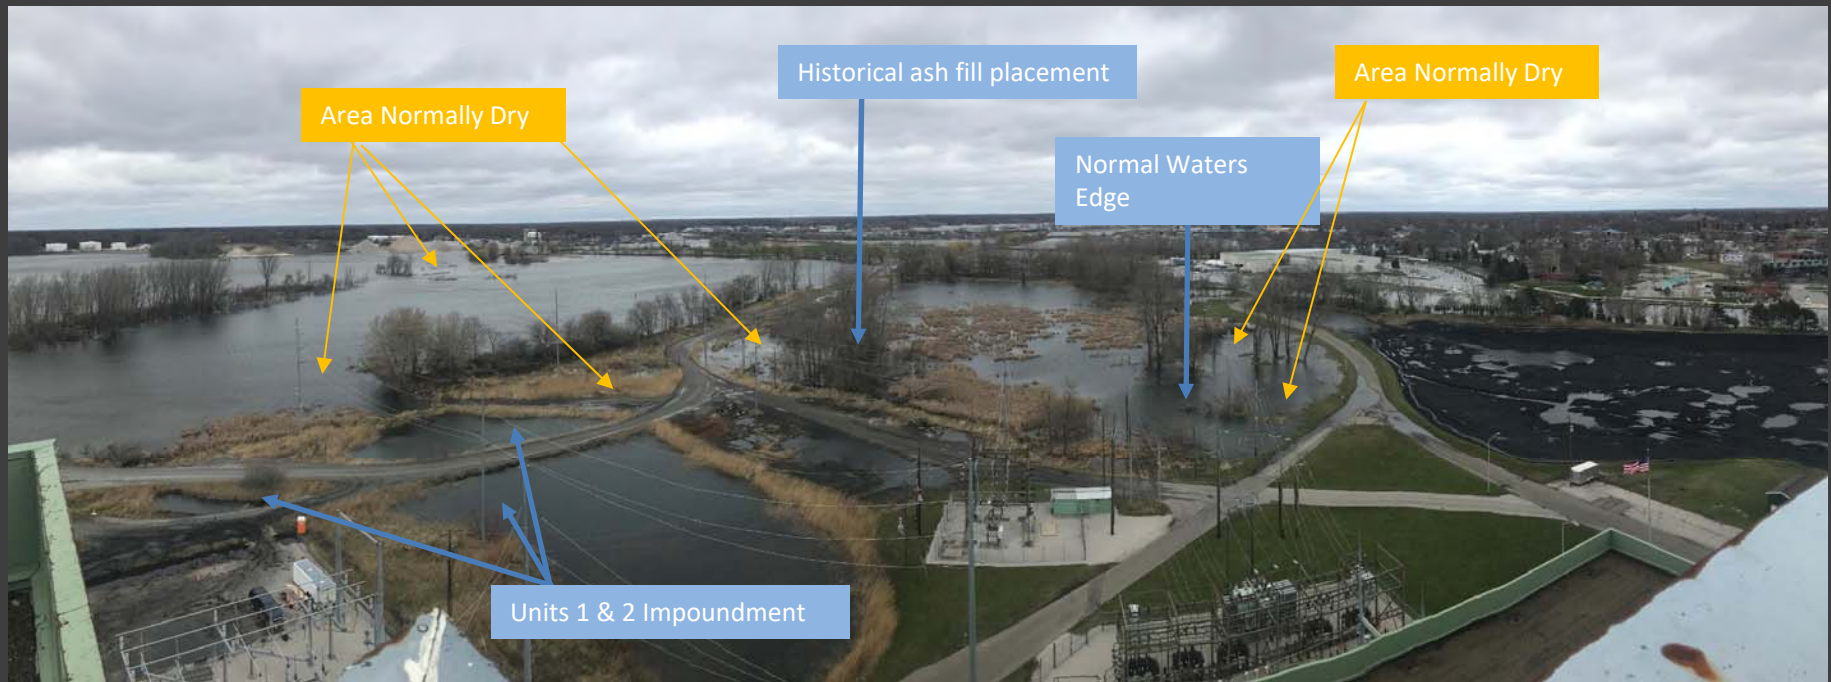 Historical ash fill placement
Area Normally Dry
Area Normally Dry
Normal Waters
Edge
Units 1 & 2 Impoundment